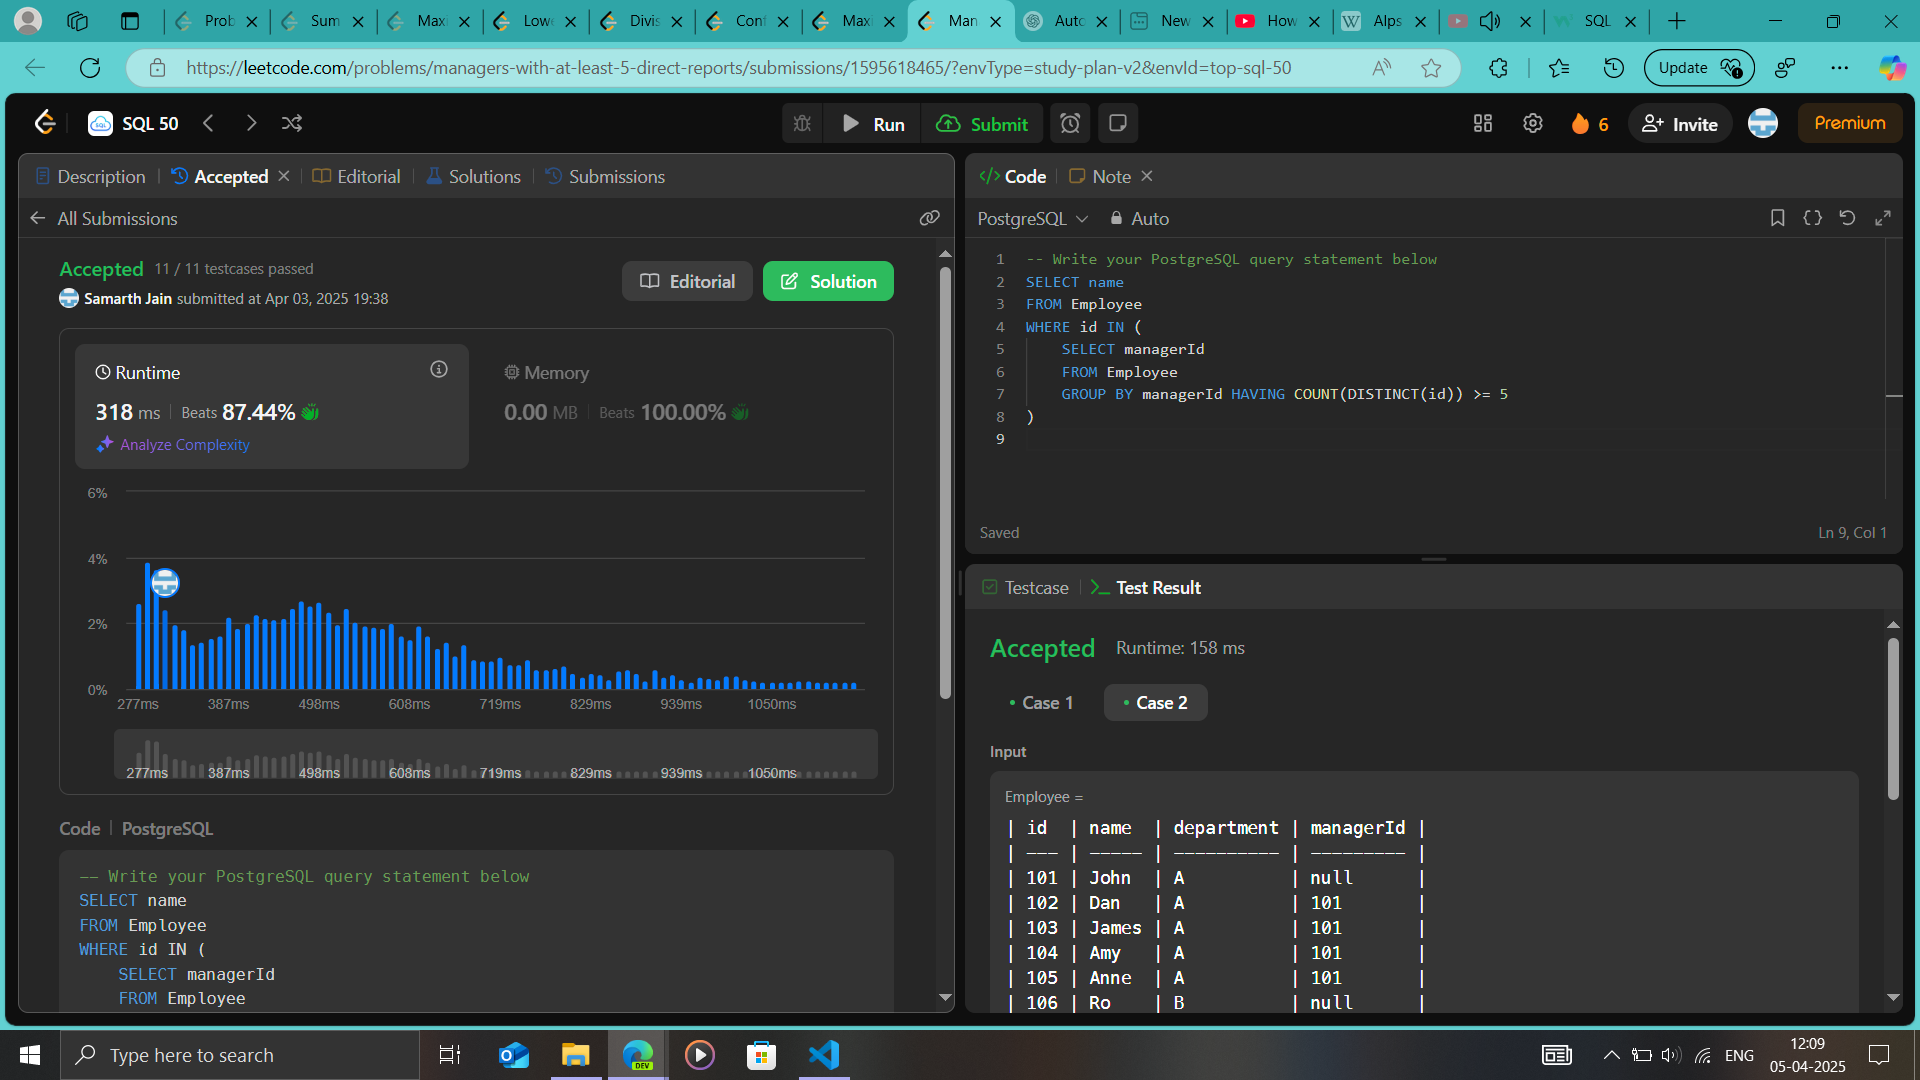 Prob
Sum
Maxi
Lowe
Divis
Conf
Maxi
Man
Auto
New
How
Alps
SQL
https://leetcode.com/problems/managers-with-at-least-5-direct-reports/submissions/1595618465/?envType=study-plan-v2&envId=top-sql-50
Update
SQL 50
Run
Submit
6
Invite
Premium
Description
Accepted
Editorial
Solutions
Submissions
All Submissions
Accepted 11 / 11 testcases passed
Samarth Jain submitted at Apr 03, 2025 19:38
Editorial
Solution
Runtime
318 ms | Beats 87.44%
Analyze Complexity
Memory
0.00 MB | Beats 100.00%
6%
4%
2%
0%
277ms 387ms 498ms 608ms 719ms 829ms 939ms 1050ms
277ms 387ms 498ms 608ms 719ms 829ms 939ms 1050ms
Code | PostgreSQL
-- Write your PostgreSQL query statement below
SELECT name
FROM Employee
WHERE id IN (
SELECT managerId
FROM Employee
Code
Note
PostgreSQL
Auto
1 -- Write your PostgreSQL query statement below
2 SELECT name
3 FROM Employee
4 WHERE id IN (
5 SELECT managerId
6 FROM Employee
7 GROUP BY managerId HAVING COUNT(DISTINCT(id)) >= 5
8 )
9
Saved
Ln 9, Col 1
Testcase
Test Result
Accepted Runtime: 158 ms
• Case 1
• Case 2
Input
Employee =
| id | name | department | managerId |
| --- | ----- | ---------- | --------- |
| 101 | John | A | null |
| 102 | Dan | A | 101 |
| 103 | James | A | 101 |
| 104 | Amy | A | 101 |
| 105 | Anne | A | 101 |
| 106 | Ro | B | null |
Type here to search
DEV
ENG
12:09
05-04-2025